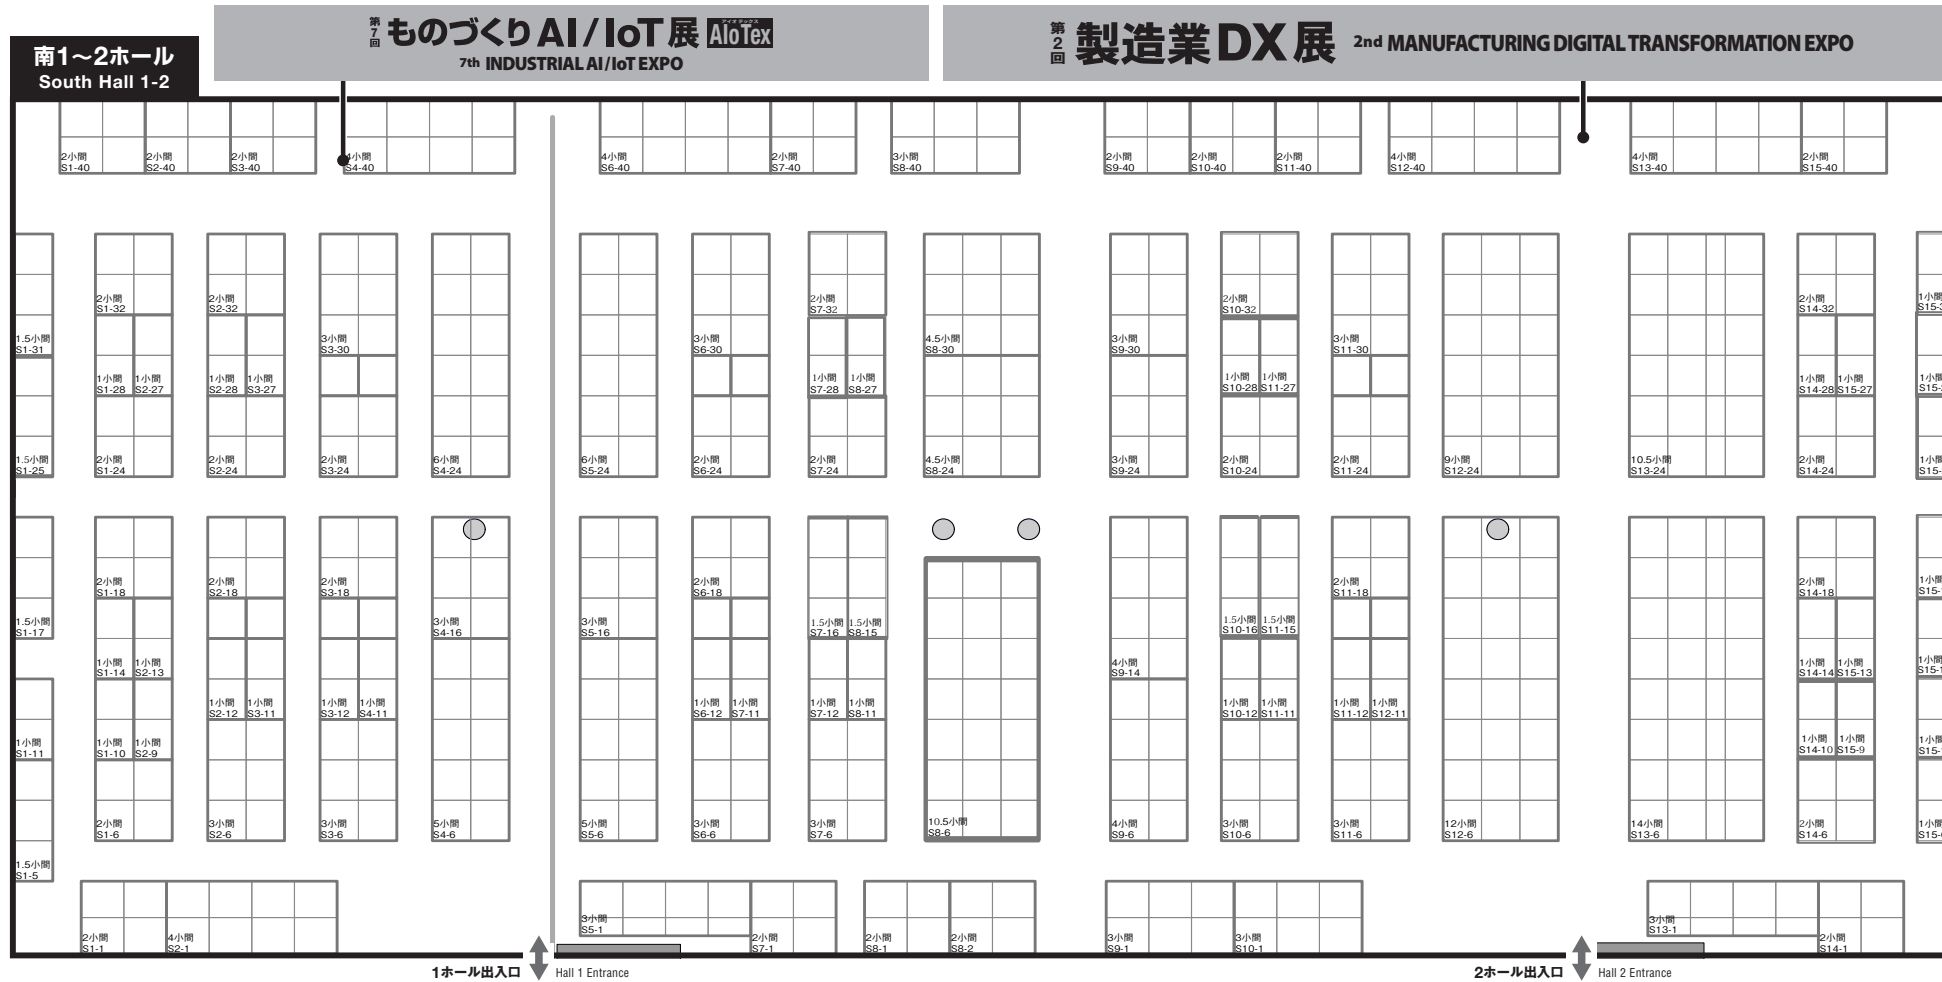 第7回 ものづくり AI/IoT 展 アイオテックス AIoTex
7th INDUSTRIAL AI/IoT EXPO
第2回 製造業 DX 展 2nd MANUFACTURING DIGITAL TRANSFORMATION EXPO
南1〜2ホール
South Hall 1-2
2小間 2小間 2小間 4小間 4小間 2小間 3小間 2小間 2小間 2小間 4小間 4小間 2小間
S1-40 S2-40 S3-40 S4-40 S6-40 S7-40 S8-40 S9-40 S10-40 S11-40 S12-40 S13-40 S15-40
2小間 2小間 2小間 2小間 2小間 1小間
S1-32 S2-32 S7-32 S10-32 S14-32
1.5小間 3小間 3小間 4.5小間 3小間 3小間
S1-31 S3-30 S6-30 S8-30 S9-30 S11-30
1小間 1小間 1小間 1小間 1小間 1小間 1小間 1小間 1小間 1小間 1小間
S1-28 S2-27 S2-28 S3-27 S7-28 S8-27 S10-28 S11-27 S14-28 S15-27
1.5小間 2小間 2小間 2小間 6小間 6小間 2小間 2小間 4.5小間 3小間 2小間 2小間 9小間 10.5小間 2小間 1小間
S1-25 S1-24 S2-24 S3-24 S4-24 S5-24 S6-24 S7-24 S8-24 S9-24 S10-24 S11-24 S12-24 S13-24 S14-24
2小間 2小間 2小間 2小間 2小間 2小間 1小間
S1-18 S2-18 S3-18 S6-18 S11-18 S14-18
1.5小間 3小間 3小間 1.5小間 1.5小間 1.5小間 1.5小間
S1-17 S4-16 S5-16 S7-16 S8-15 S10-16 S11-15
1小間 1小間 4小間 1小間 1小間 1小間
S1-14 S2-13 S9-14 S14-14 S15-13
1小間 1小間 1小間 1小間 1小間 1小間 1小間 1小間 1小間 1小間 1小間 1小間
S2-12 S3-11 S3-12 S4-11 S6-12 S7-11 S7-12 S8-11 S10-12 S11-11 S11-12 S12-11
1小間 1小間 1小間 1小間 1小間 1小間
S1-11 S1-10 S2-9 S14-10 S15-9
2小間 3小間 3小間 5小間 5小間 3小間 3小間 10.5小間 4小間 3小間 3小間 12小間 14小間 2小間 1小間
S1-6 S2-6 S3-6 S4-6 S5-6 S6-6 S7-6 S8-6 S9-6 S10-6 S11-6 S12-6 S13-6 S14-6
1.5小間
S1-5
3小間 3小間
S5-1 S13-1
2小間 4小間 2小間 2小間 2小間 3小間 3小間 2小間
S1-1 S2-1 S7-1 S8-1 S8-2 S9-1 S10-1 S14-1
1ホール出入口 Hall 1 Entrance 2ホール出入口 Hall 2 Entrance